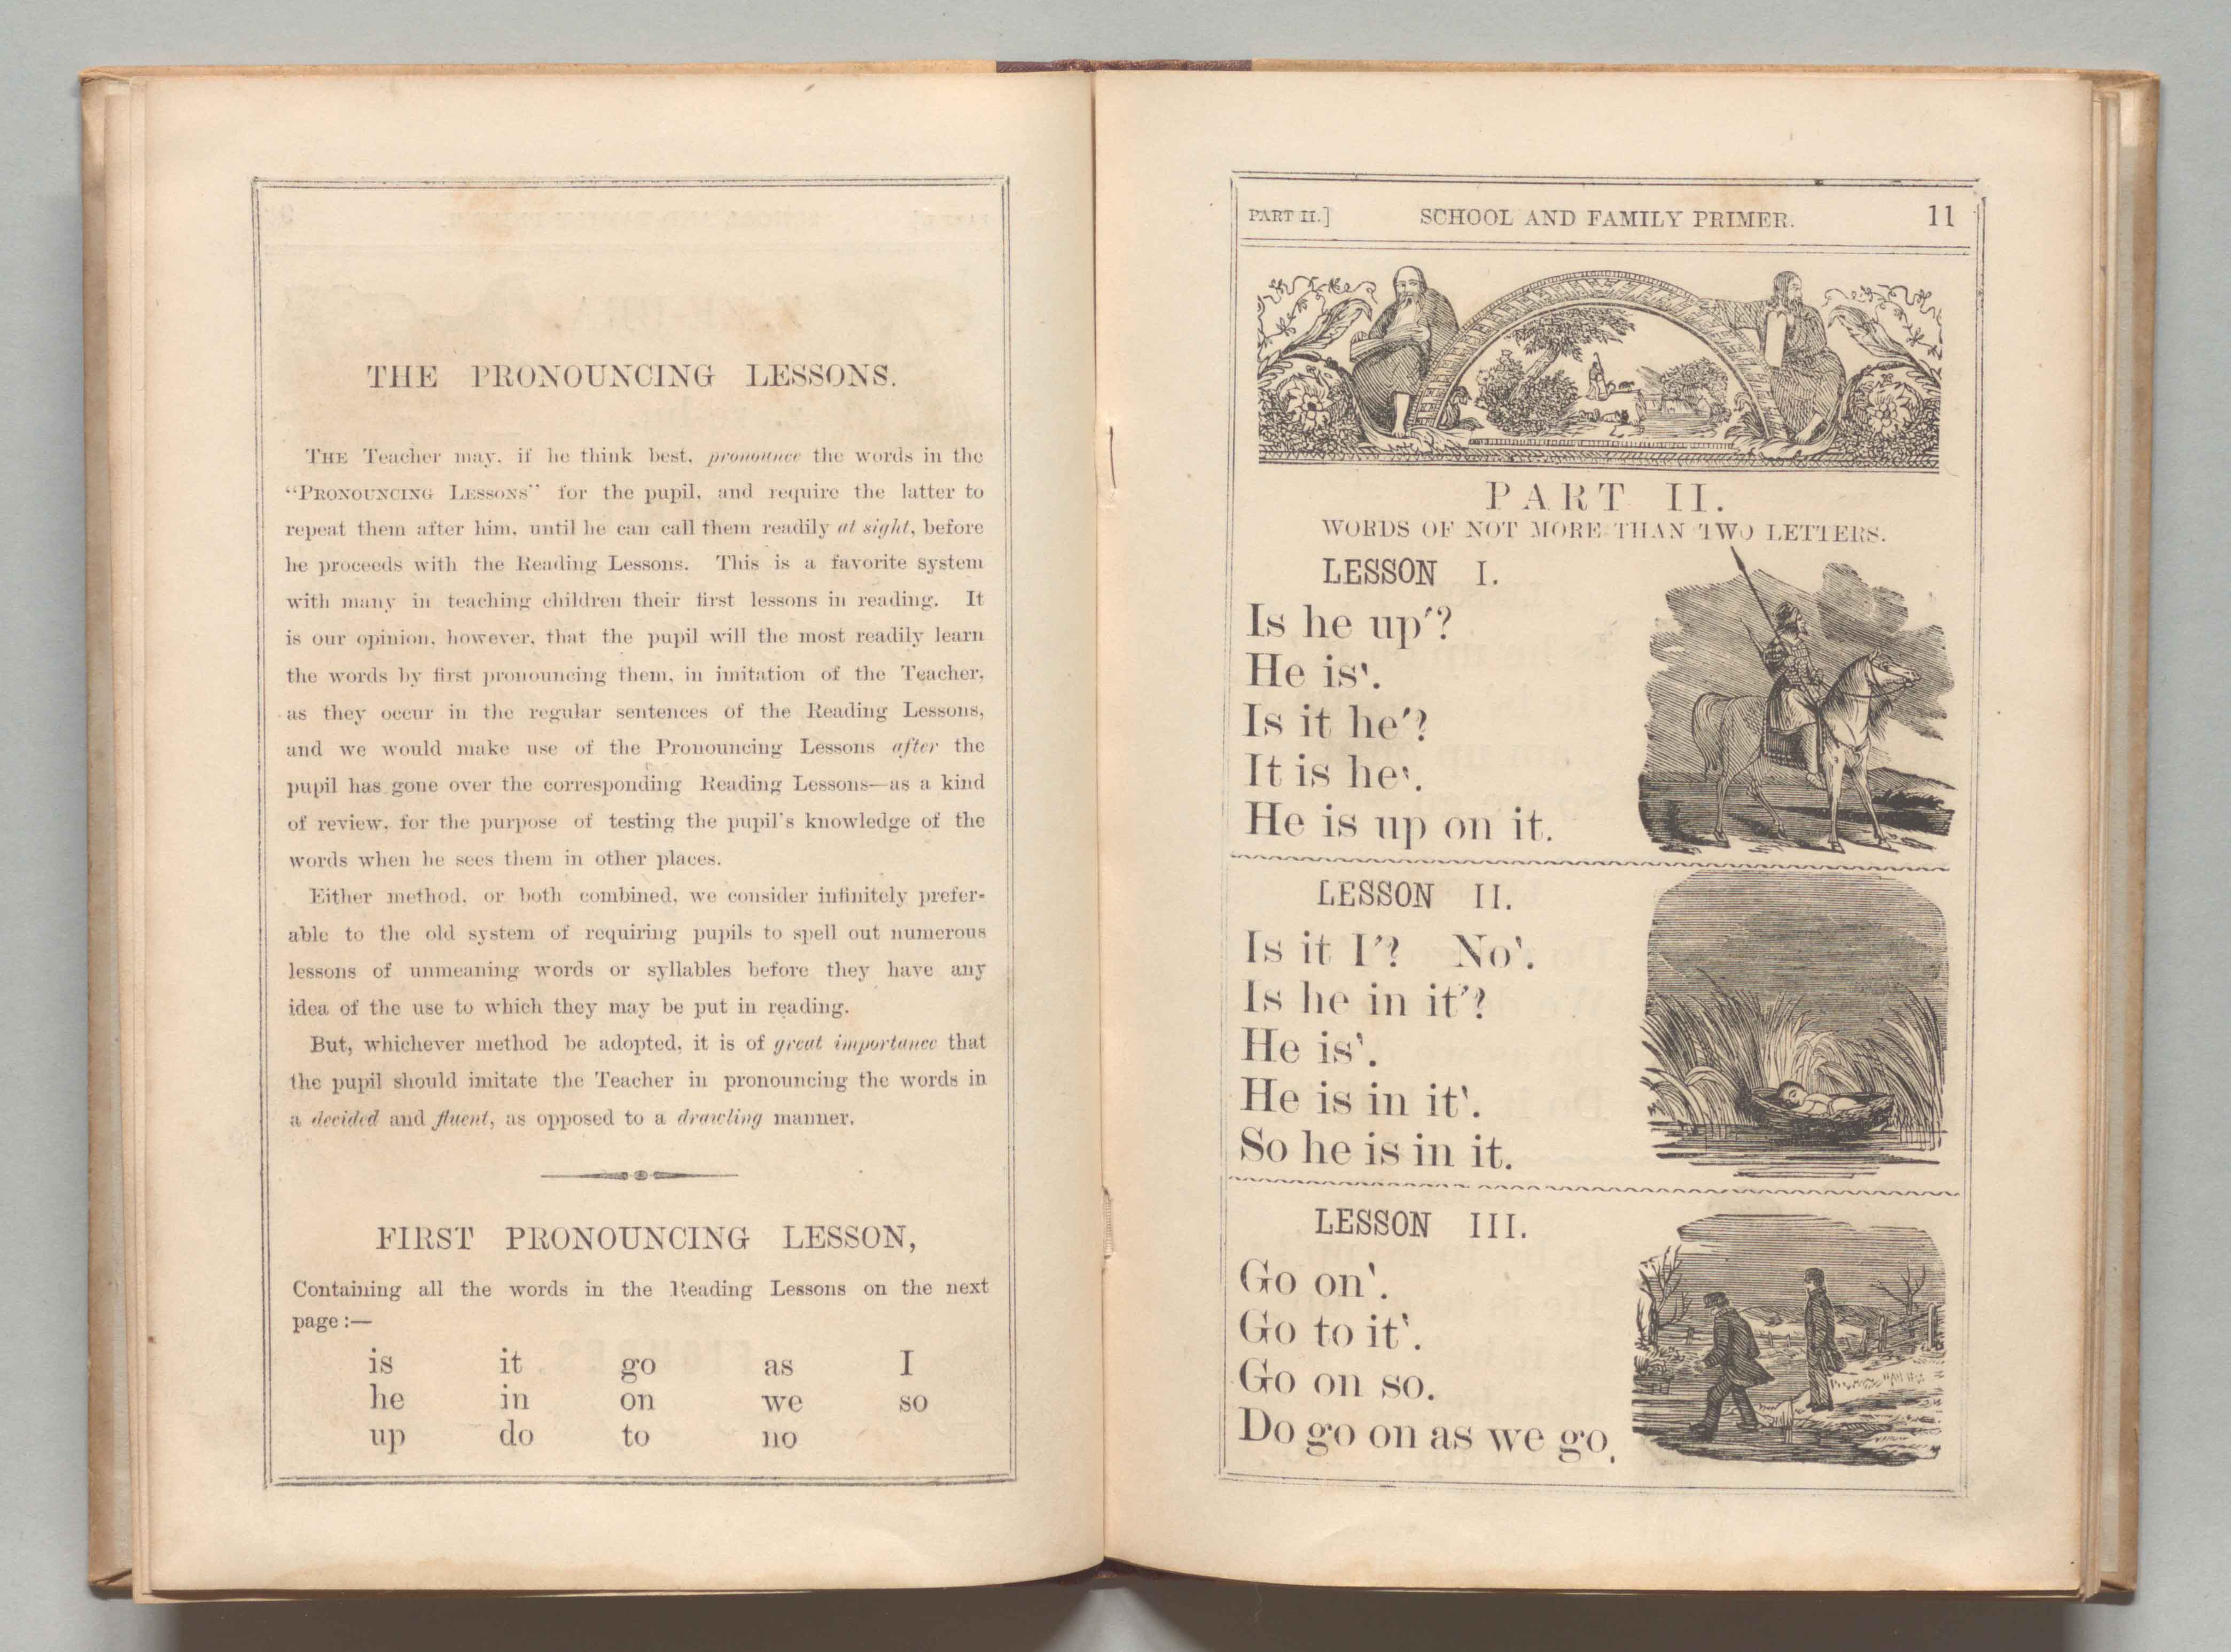 THE PRONOUNCING LESSONS.
THE Teacher may, if he think best, pronounce the words in the
“PRONOUNCING LESSONS” for the pupil, and require the latter to
repeat them after him, until he can call them readily at sight, before
he proceeds with the Reading Lessons. This is a favorite system
with many in teaching children their first lessons in reading. It
is our opinion, however, that the pupil will the most readily learn
the words by first pronouncing them, in imitation of the Teacher,
as they occur in the regular sentences of the Reading Lessons,
and we would make use of the Pronouncing Lessons after the
pupil has gone over the corresponding Reading Lessons—as a kind
of review, for the purpose of testing the pupil's knowledge of the
words when he sees them in other places.
Either method, or both combined, we consider infinitely prefer-
able to the old system of requiring pupils to spell out numerous
lessons of unmeaning words or syllables before they have any
idea of the use to which they may be put in reading.
But, whichever method be adopted, it is of great importance that
the pupil should imitate the Teacher in pronouncing the words in
a decided and fluent, as opposed to a drawling manner.
FIRST PRONOUNCING LESSON,
Containing all the words in the Reading Lessons on the next
page:—
is it go as I
he in on we so
up do to no
PART II.] SCHOOL AND FAMILY PRIMER. 11
PART II.
WORDS OF NOT MORE THAN TWO LETTERS.
LESSON I.
Is he upˊ?
He isˋ.
Is it heˊ?
It is heˋ.
He is up on it.
LESSON II.
Is it Iˊ? Noˋ.
Is he in itˊ?
He isˋ.
He is in itˋ.
So he is in it.
LESSON III.
Go onˋ.
Go to itˋ.
Go on so.
Do go on as we go.